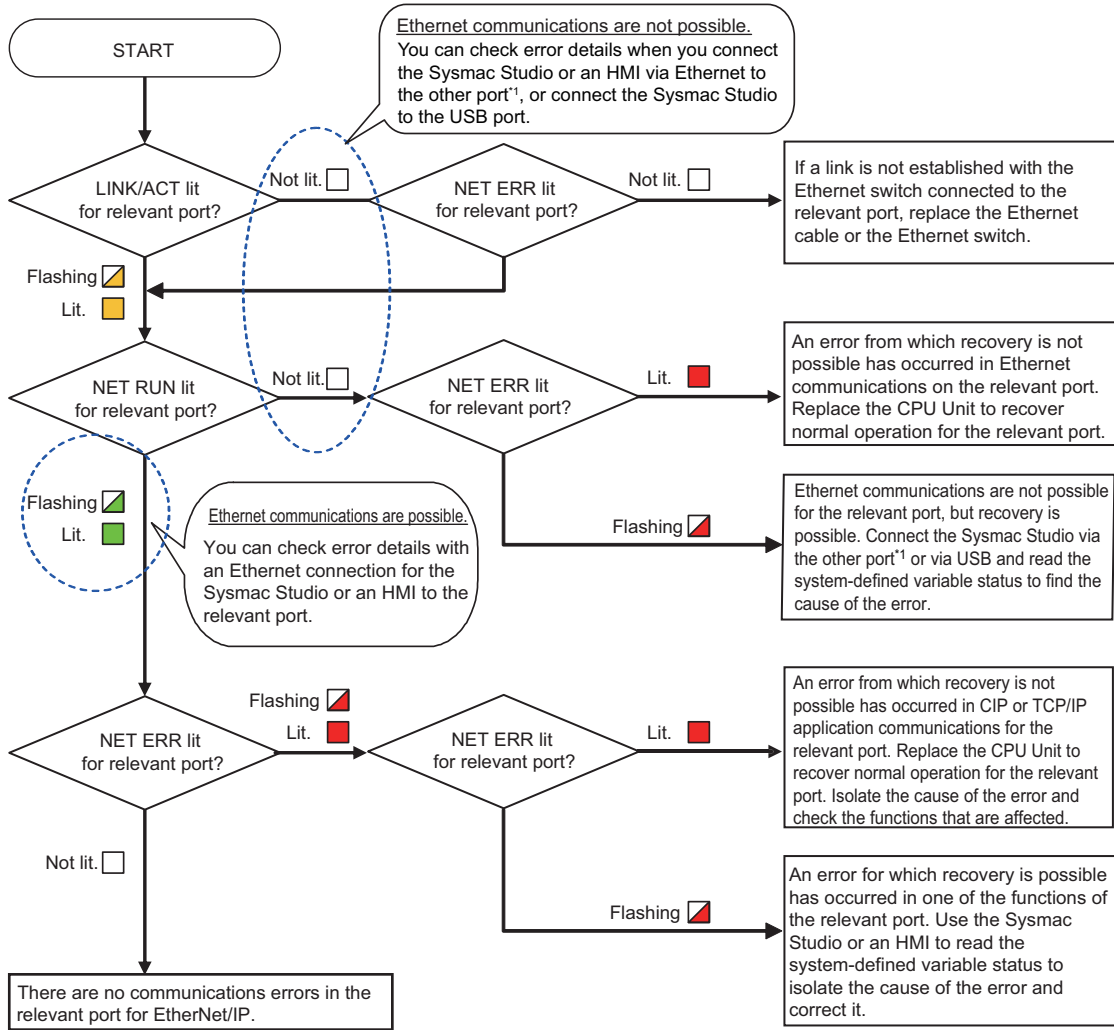 START
Ethernet communications are not possible.
You can check error details when you connect
the Sysmac Studio or an HMI via Ethernet to
the other port*1, or connect the Sysmac Studio
to the USB port.
LINK/ACT lit
for relevant port?
Not lit.
NET ERR lit
for relevant port?
Not lit.
If a link is not established with the
Ethernet switch connected to the
relevant port, replace the Ethernet
cable or the Ethernet switch.
Flashing
Lit.
NET RUN lit
for relevant port?
Not lit.
NET ERR lit
for relevant port?
Lit.
An error from which recovery is not
possible has occurred in Ethernet
communications on the relevant port.
Replace the CPU Unit to recover
normal operation for the relevant port.
Flashing
Lit.
Ethernet communications are possible.
You can check error details with
an Ethernet connection for the
Sysmac Studio or an HMI to the
relevant port.
Flashing
Ethernet communications are not possible
for the relevant port, but recovery is
possible. Connect the Sysmac Studio via
the other port*1 or via USB and read the
system-defined variable status to find the
cause of the error.
NET ERR lit
for relevant port?
Flashing
Lit.
NET ERR lit
for relevant port?
Lit.
An error from which recovery is not
possible has occurred in CIP or TCP/IP
application communications for the
relevant port. Replace the CPU Unit to
recover normal operation for the relevant
port. Isolate the cause of the error and
check the functions that are affected.
Not lit.
Flashing
An error for which recovery is possible
has occurred in one of the functions of
the relevant port. Use the Sysmac
Studio or an HMI to read the
system-defined variable status to
isolate the cause of the error and
correct it.
There are no communications errors in the
relevant port for EtherNet/IP.